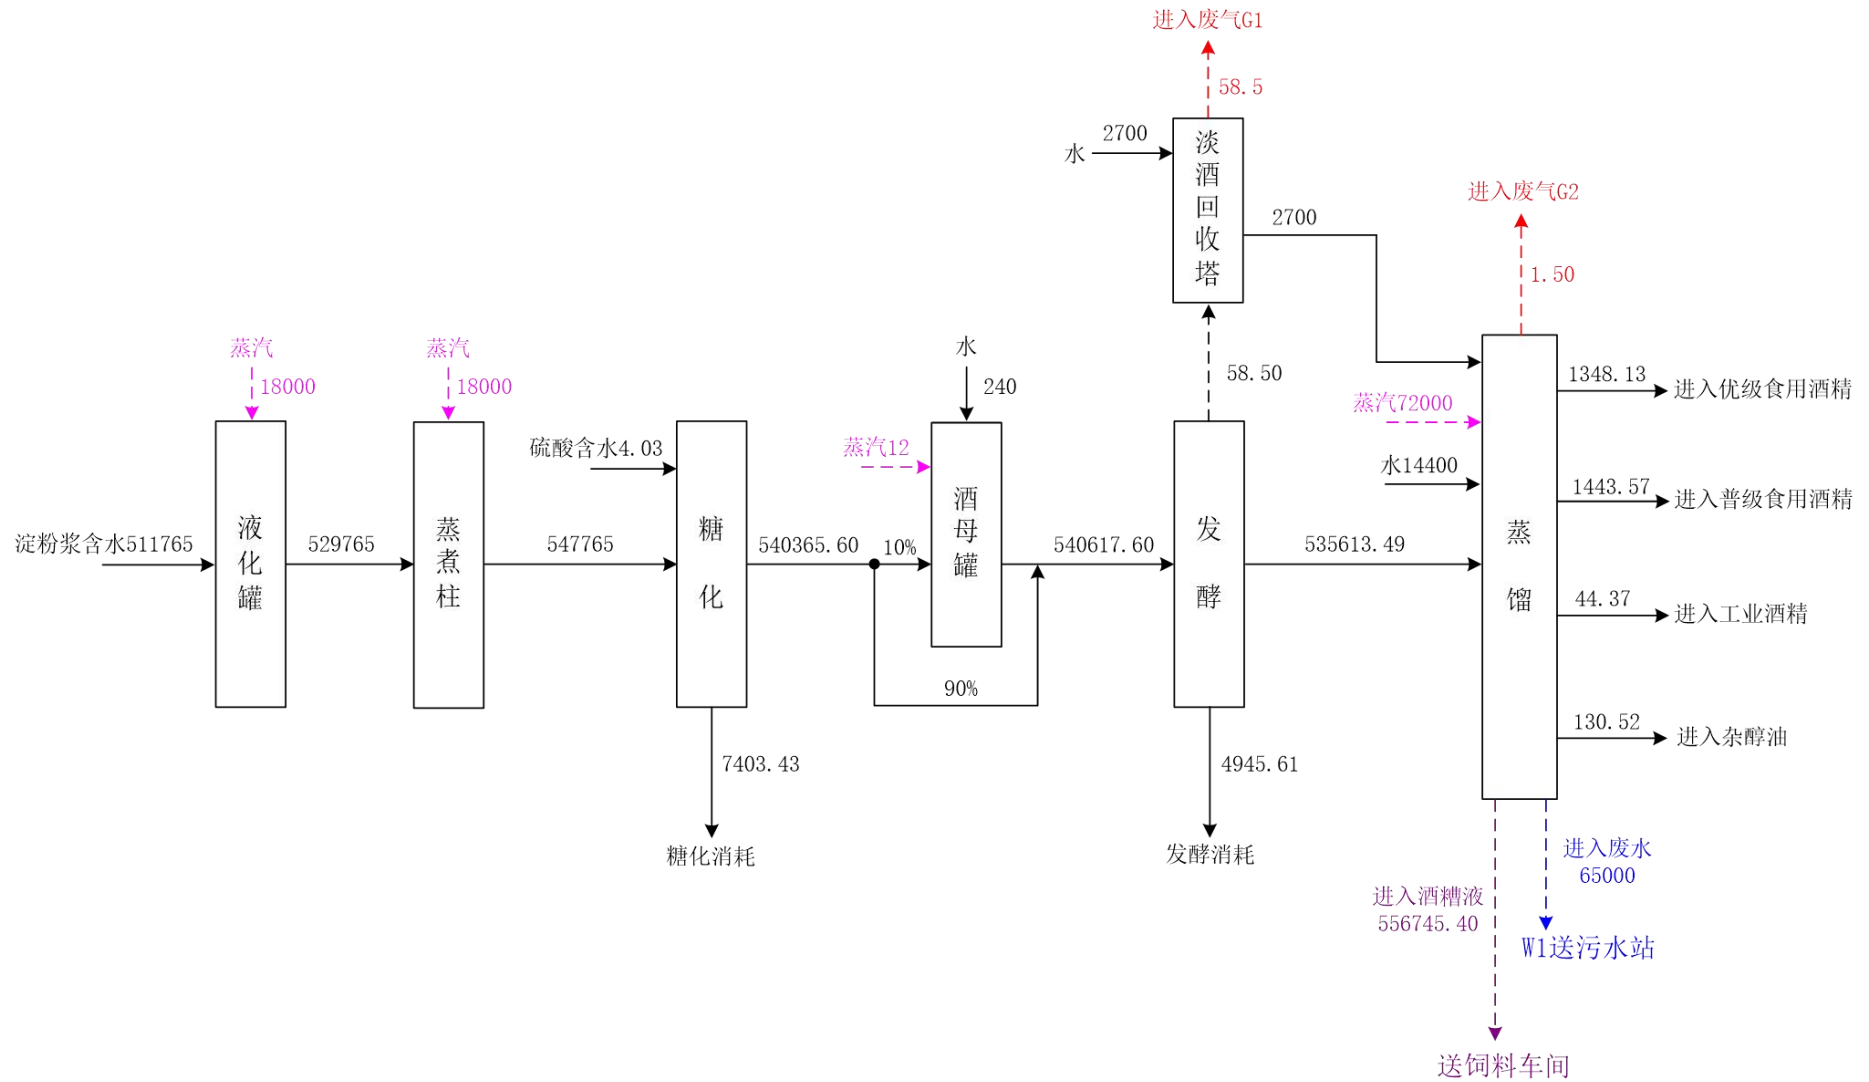 进入废气G1
58.5
2700
水
淡酒回收塔
2700
进入废气G2
1.50
58.50
蒸汽
18000
蒸汽
18000
水
240
硫酸含水4.03
蒸汽12
蒸汽72000
水14400
1348.13
进入优级食用酒精
1443.57
进入普级食用酒精
淀粉浆含水511765
液化罐
529765
蒸煮柱
547765
糖化
540365.60
10%
酒母罐
540617.60
发酵
535613.49
蒸馏
44.37
进入工业酒精
90%
130.52
进入杂醇油
7403.43
糖化消耗
4945.61
发酵消耗
进入废水
65000
进入酒糟液
556745.40
W1送污水站
送饲料车间